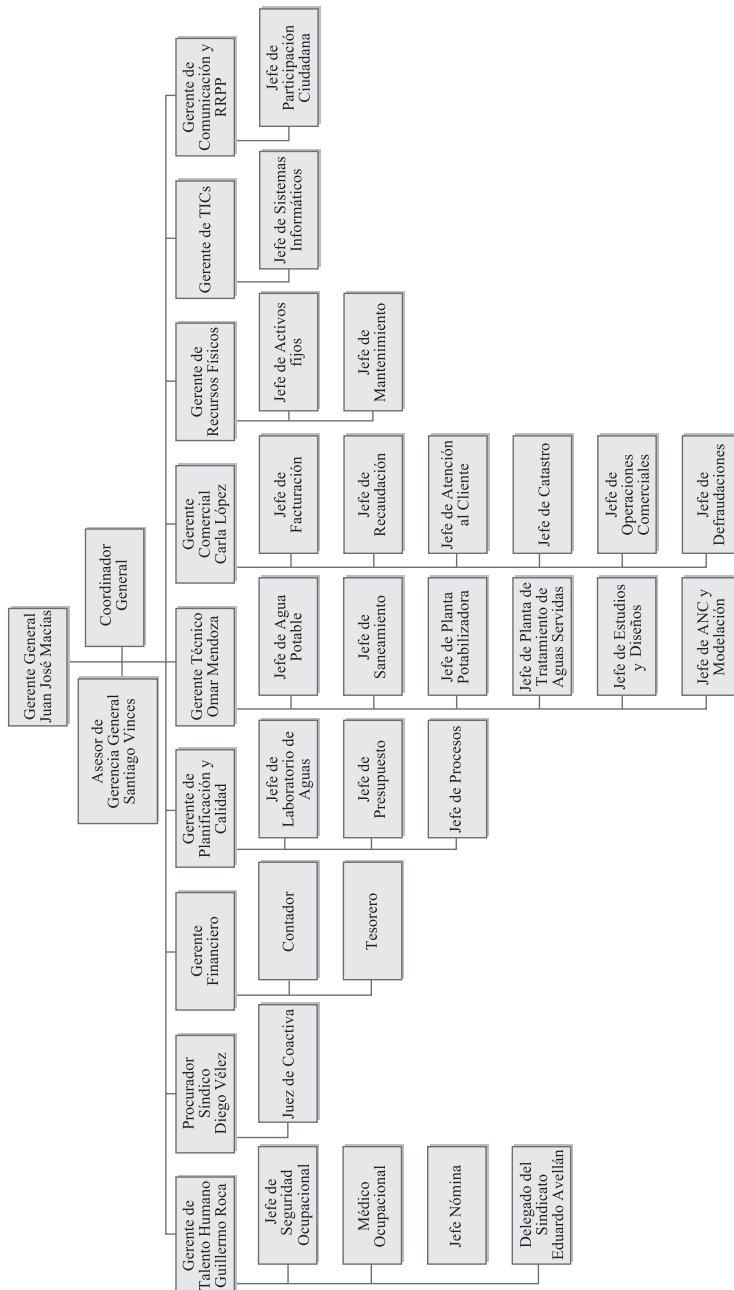 Gerente General
Juan José Macías
Asesor de
Gerencia General
Santiago Vinces
Coordinador
General
Gerente de
Talento Humano
Guillermo Roca
Jefe de
Seguridad
Ocupacional
Médico
Ocupacional
Jefe Nómina
Delegado del
Sindicato
Eduardo Avellán
Procurador
Síndico
Diego Vélez
Juez de Coactiva
Gerente
Financiero
Contador
Tesorero
Gerente de
Planificación y
Calidad
Jefe de
Laboratorio de
Aguas
Jefe de
Presupuesto
Jefe de Procesos
Gerente Técnico
Omar Mendoza
Jefe de Agua
Potable
Jefe de
Saneamiento
Jefe de Planta
Potabilizadora
Jefe de Planta de
Tratamiento de
Aguas Servidas
Jefe de Estudios
y Diseños
Jefe de ANC y
Modelación
Gerente
Comercial
Carla López
Jefe de
Facturación
Jefe de
Recaudación
Jefe de Atención
al Cliente
Jefe de Catastro
Jefe de
Operaciones
Comerciales
Jefe de
Defraudaciones
Gerente de
Recursos Físicos
Jefe de Activos
fijos
Jefe de
Mantenimiento
Gerente de TICs
Jefe de Sistemas
Informáticos
Gerente de
Comunicación y
RRPP
Jefe de
Participación
Ciudadana